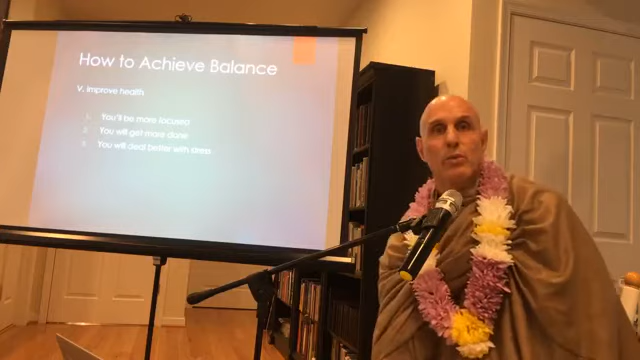 How to Achieve Balance
V. Improve health
1. You'll be more focused
2. You will get more done
3. You will deal better with stress